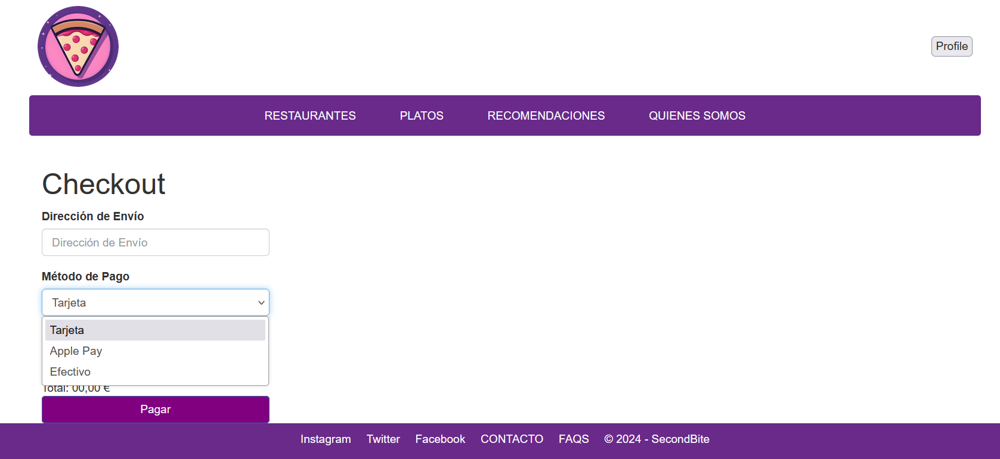 Profile
RESTAURANTES PLATOS RECOMENDACIONES QUIENES SOMOS
Checkout
Dirección de Envío
Dirección de Envío
Método de Pago
Tarjeta
Tarjeta
Apple Pay
Efectivo
Total: 00,00 €
Pagar
Instagram Twitter Facebook CONTACTO FAQS © 2024 - SecondBite